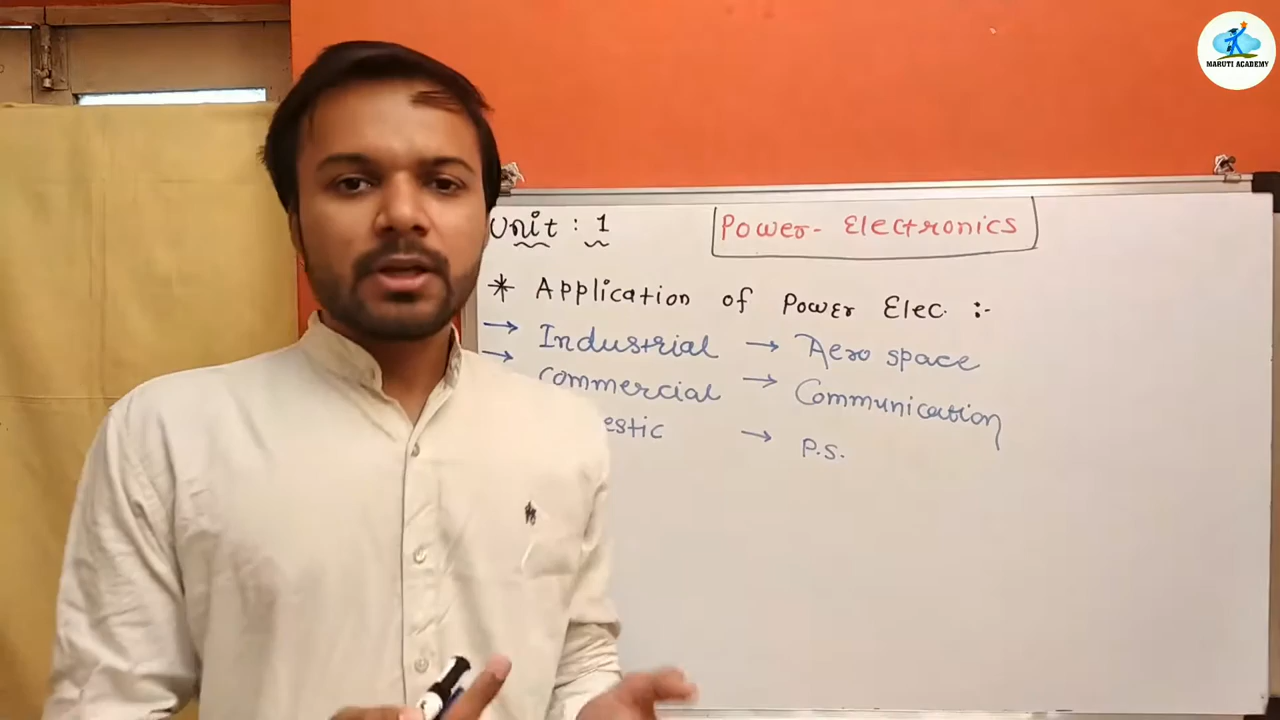 MARUTI ACADEMY
Unit : 1
Power- Electronics
* Application of Power Elec. :-
→ Industrial → Aero space
→ commercial → Communication
estic → P.S.